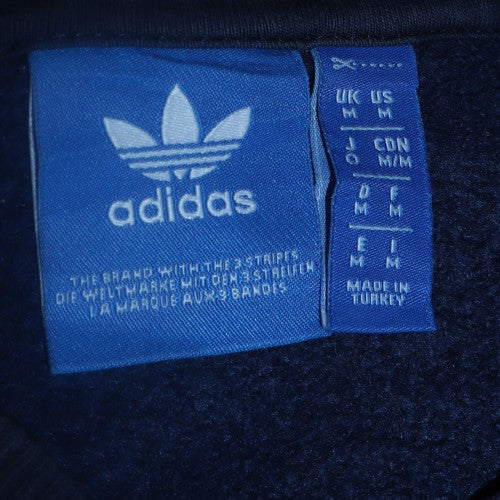 adidas
THE BRAND WITH THE 3 STRIPES
DIE WELTMARKE MIT DEN 3 STREIFEN
LA MARQUE AUX 3 BANDES
UK US
M M
J CDN
O M/M
D F
M M
E I
M M
MADE IN
TURKEY